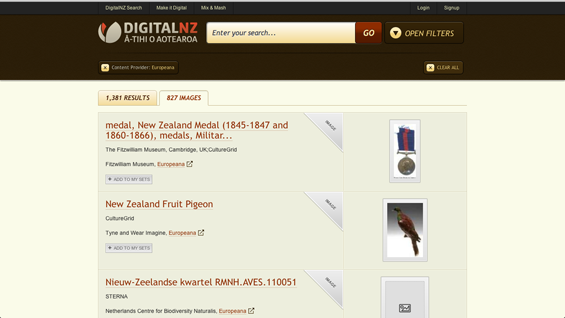 DigitalNZ Search Make it Digital Mix & Mash Login Signup
DIGITALNZ
Ā-TIHI O AOTEAROA
Enter your search... GO OPEN FILTERS
Content Provider: Europeana CLEAR ALL
1,381 RESULTS 827 IMAGES
medal, New Zealand Medal (1845-1847 and
1860-1866), medals, Militar...
IMAGE
The Fitzwilliam Museum, Cambridge, UK;CultureGrid
Fitzwilliam Museum, Europeana
+ ADD TO MY SETS
New Zealand Fruit Pigeon
IMAGE
CultureGrid
Tyne and Wear Imagine, Europeana
+ ADD TO MY SETS
Nieuw-Zeelandse kwartel RMNH.AVES.110051
IMAGE
STERNA
Netherlands Centre for Biodiversity Naturalis, Europeana